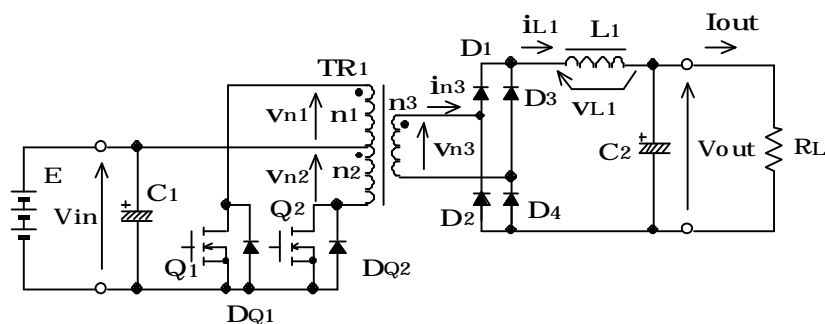 iL1 L1 Iout
D1
TR1
in3
n3 D3
vn1 n1 vL1
+
E C1 vn2 n2 vn3 C2 Vout RL
+
Vin Q2 D2 D4
Q1 DQ2
DQ1